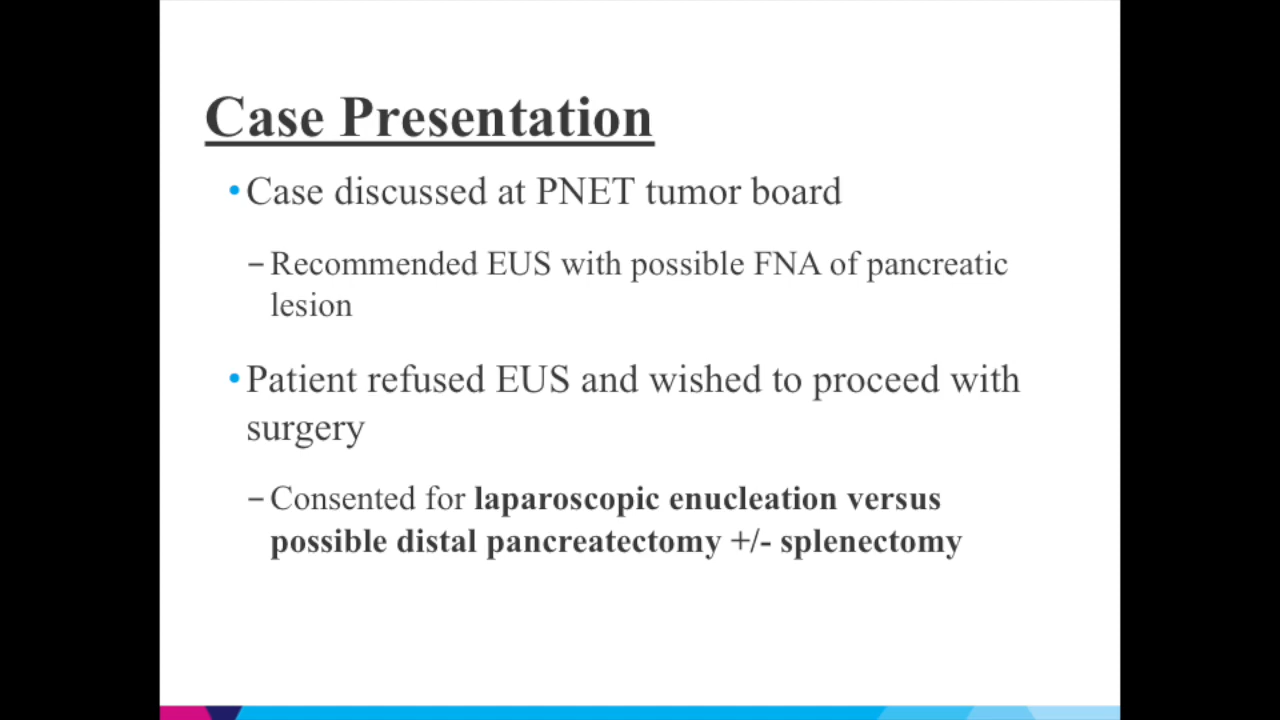 Case Presentation
•Case discussed at PNET tumor board
–Recommended EUS with possible FNA of pancreatic
lesion
•Patient refused EUS and wished to proceed with
surgery
–Consented for laparoscopic enucleation versus
possible distal pancreatectomy +/- splenectomy